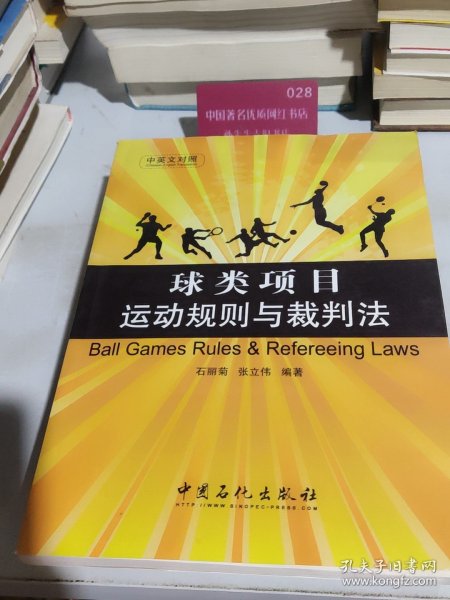 028
中国著名优质网红书店
中英文对照
球类项目
运动规则与裁判法
Ball Games Rules & Refereeing Laws
石丽菊 张立伟 编著
中国石化出版社
HTTP://WWW.SINOPEC-PRESS.COM
孔夫子旧书网
www.kongfz.com